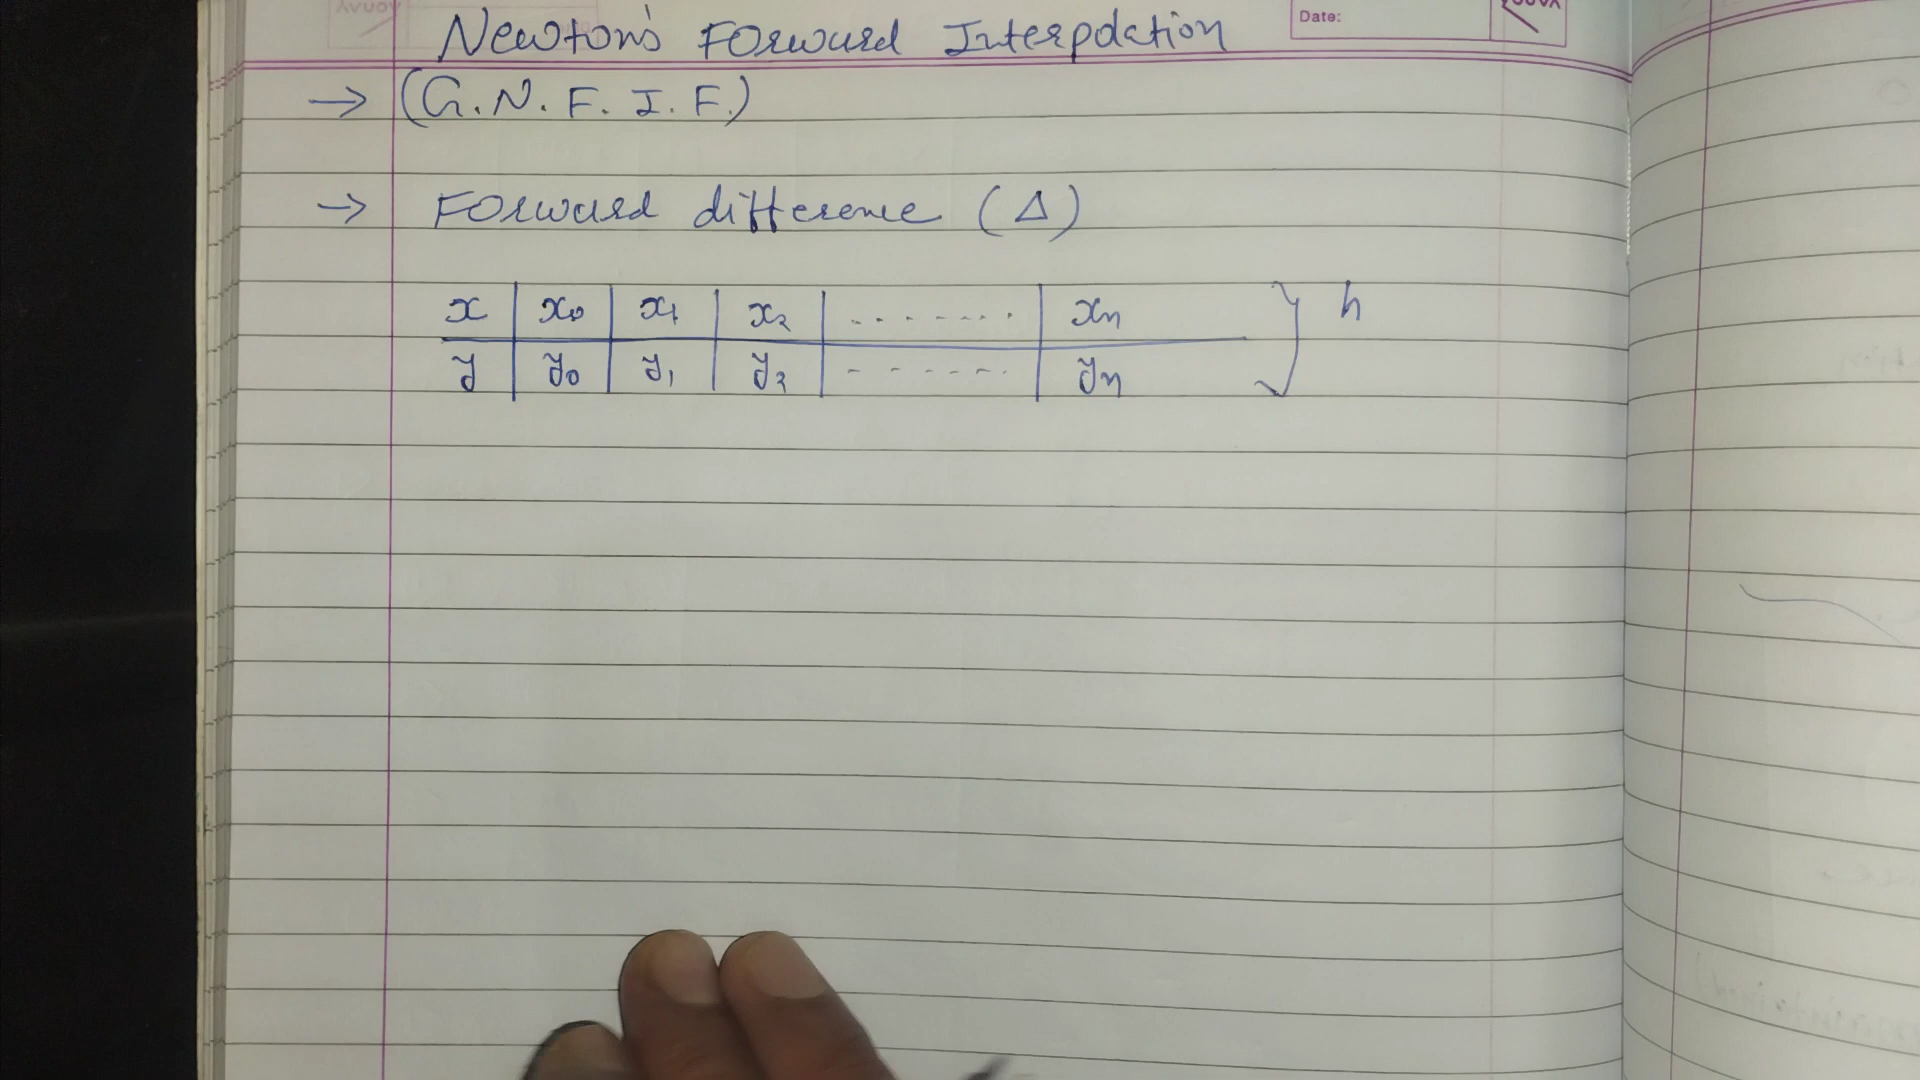 Newton's Forward Interpolation
Date:
→ (G. N. F. I. F.)
→ Forward difference (Δ)
x | x₀ | x₁ | x₂ | ....... | xₙ } h
y | y₀ | y₁ | y₂ | ------ | yₙ